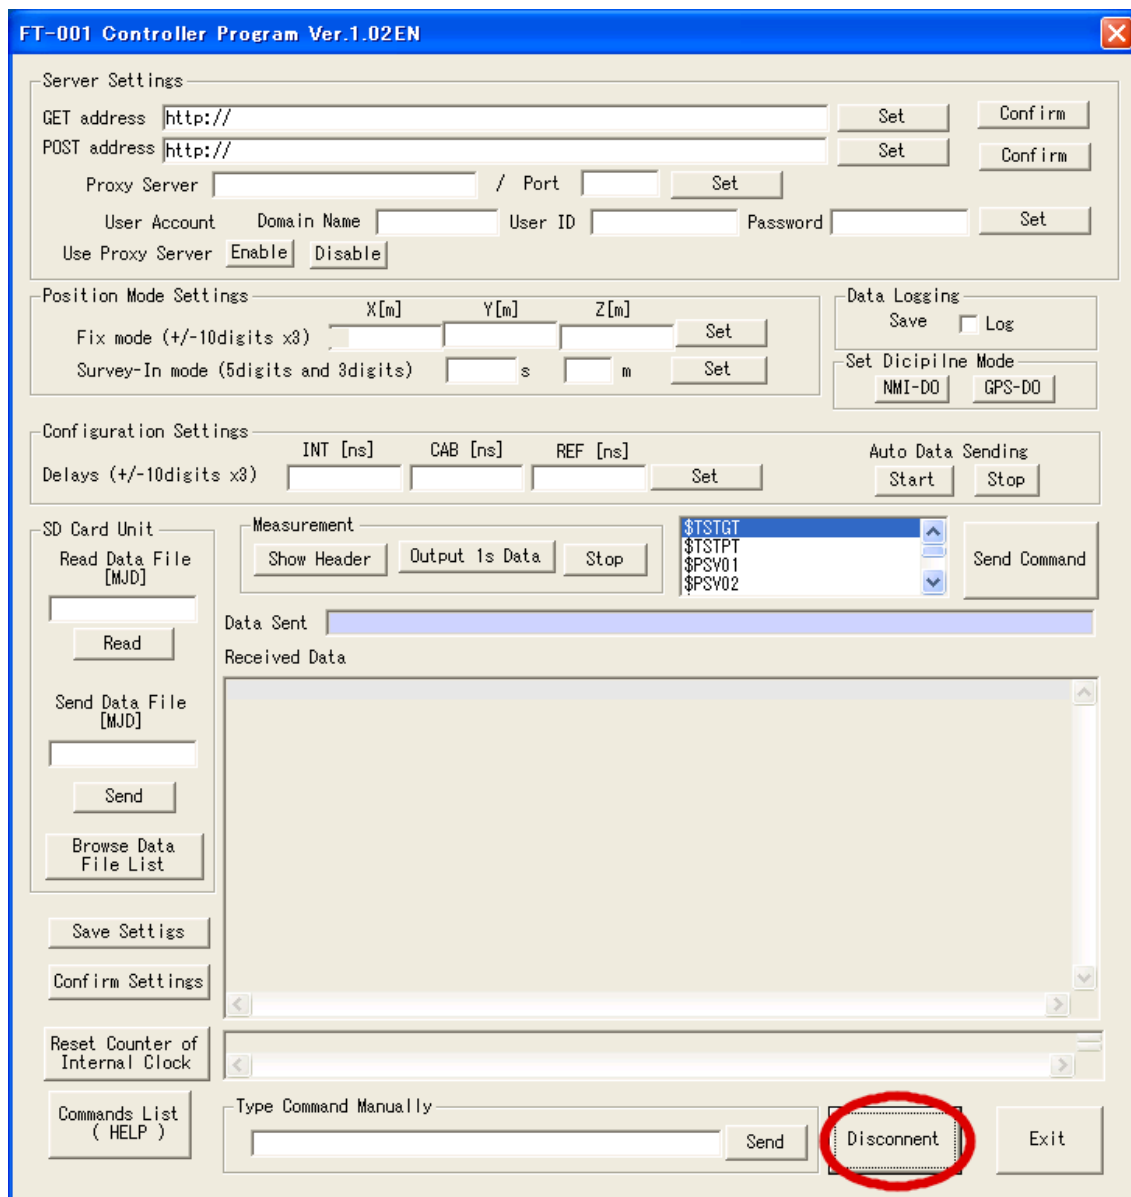 FT-001 Controller Program Ver.1.02EN
Server Settings
GET address http:// Set Confirm
POST address http:// Set Confirm
Proxy Server / Port Set
User Account Domain Name User ID Password Set
Use Proxy Server Enable Disable
Position Mode Settings
X[m] Y[m] Z[m]
Fix mode (+/-10digits x3) Set
Survey-In mode (5digits and 3digits) s m Set
Data Logging
Save Log
Set Dicipilne Mode
NMI-DO GPS-DO
Configuration Settings
INT [ns] CAB [ns] REF [ns]
Delays (+/-10digits x3) Set
Auto Data Sending
Start Stop
SD Card Unit
Read Data File
[MJD]
Read
Send Data File
[MJD]
Send
Browse Data
File List
Measurement
Show Header Output 1s Data Stop
$TSTGT
$TSTPT
$PSV01
$PSV02
Send Command
Data Sent
Received Data
Save Settigs
Confirm Settings
Reset Counter of
Internal Clock
Commands List
( HELP )
Type Command Manually
Send
Disconnent
Exit